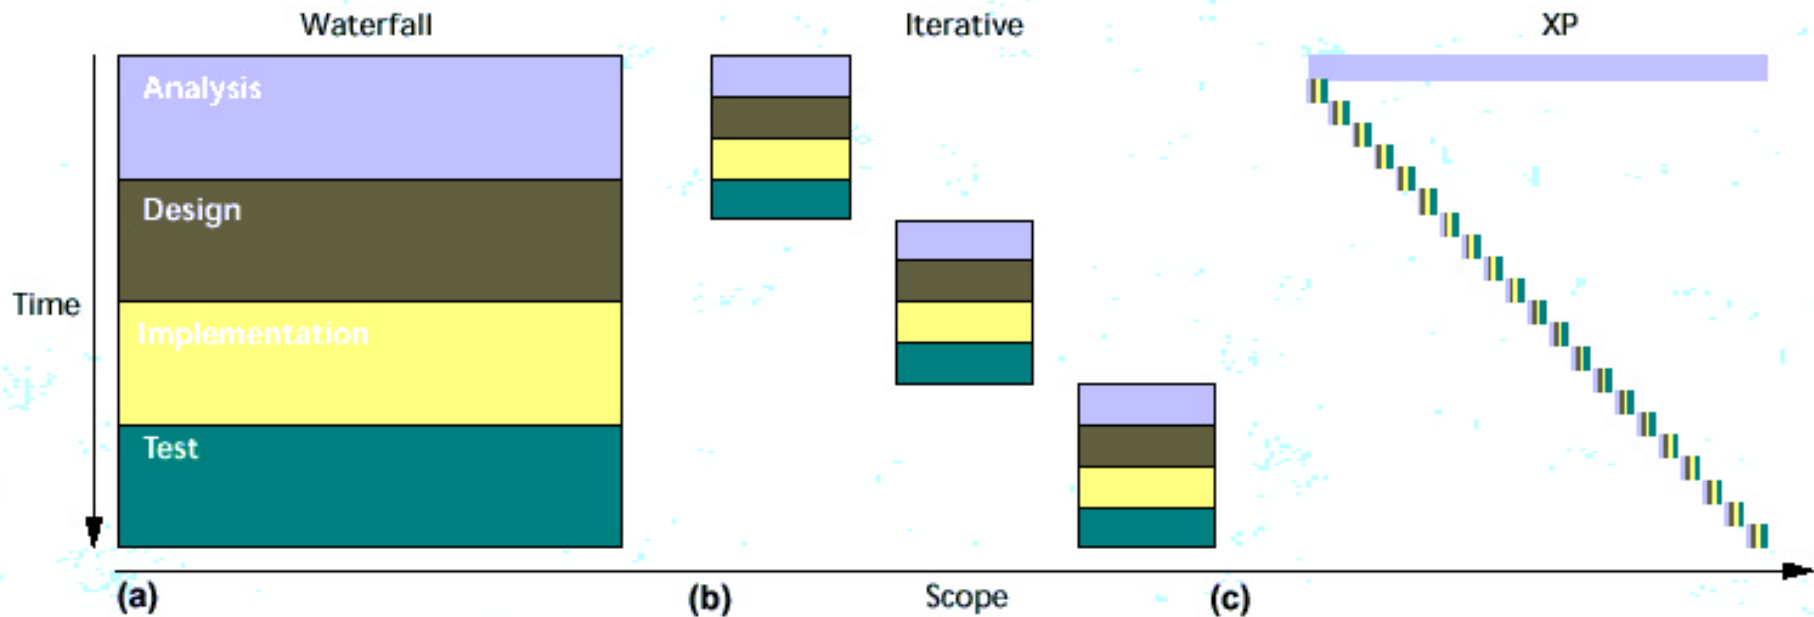 Waterfall
Iterative
XP
Analysis
Design
Time
Implementation
Test
(a)
(b)
Scope
(c)